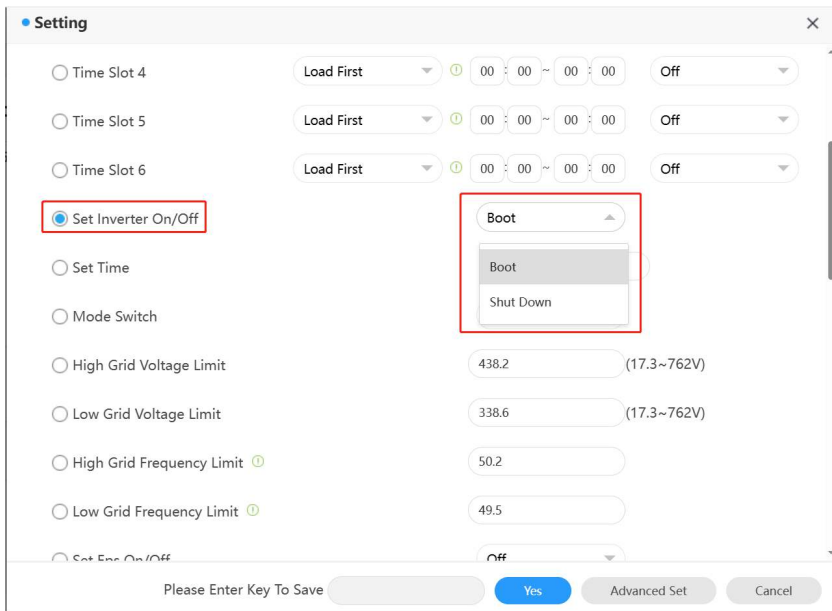 Setting
Time Slot 4 Load First 00 : 00 ~ 00 : 00 Off
Time Slot 5 Load First 00 : 00 ~ 00 : 00 Off
Time Slot 6 Load First 00 : 00 ~ 00 : 00 Off
Set Inverter On/Off Boot
Set Time Boot
Shut Down
Mode Switch
High Grid Voltage Limit 438.2 (17.3~762V)
Low Grid Voltage Limit 338.6 (17.3~762V)
High Grid Frequency Limit 50.2
Low Grid Frequency Limit 49.5
Set Eps On/Off Off
Please Enter Key To Save Yes Advanced Set Cancel